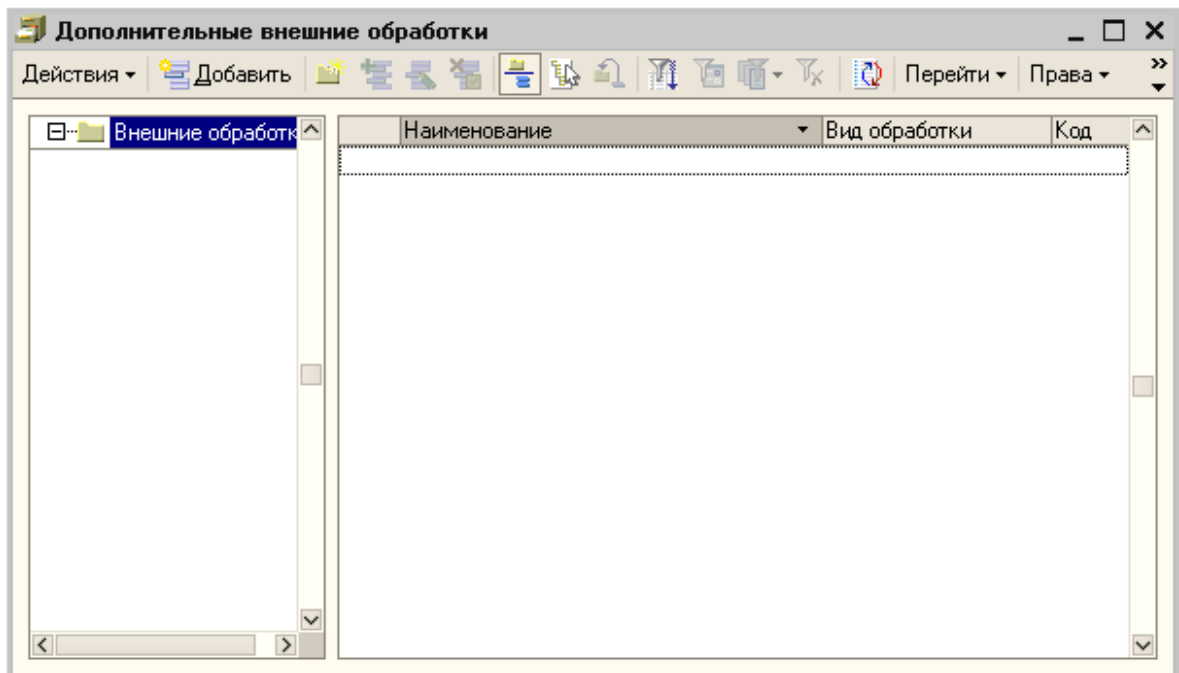 Дополнительные внешние обработки
Действия Добавить Перейти Права
Внешние обработк
Наименование Вид обработки Код